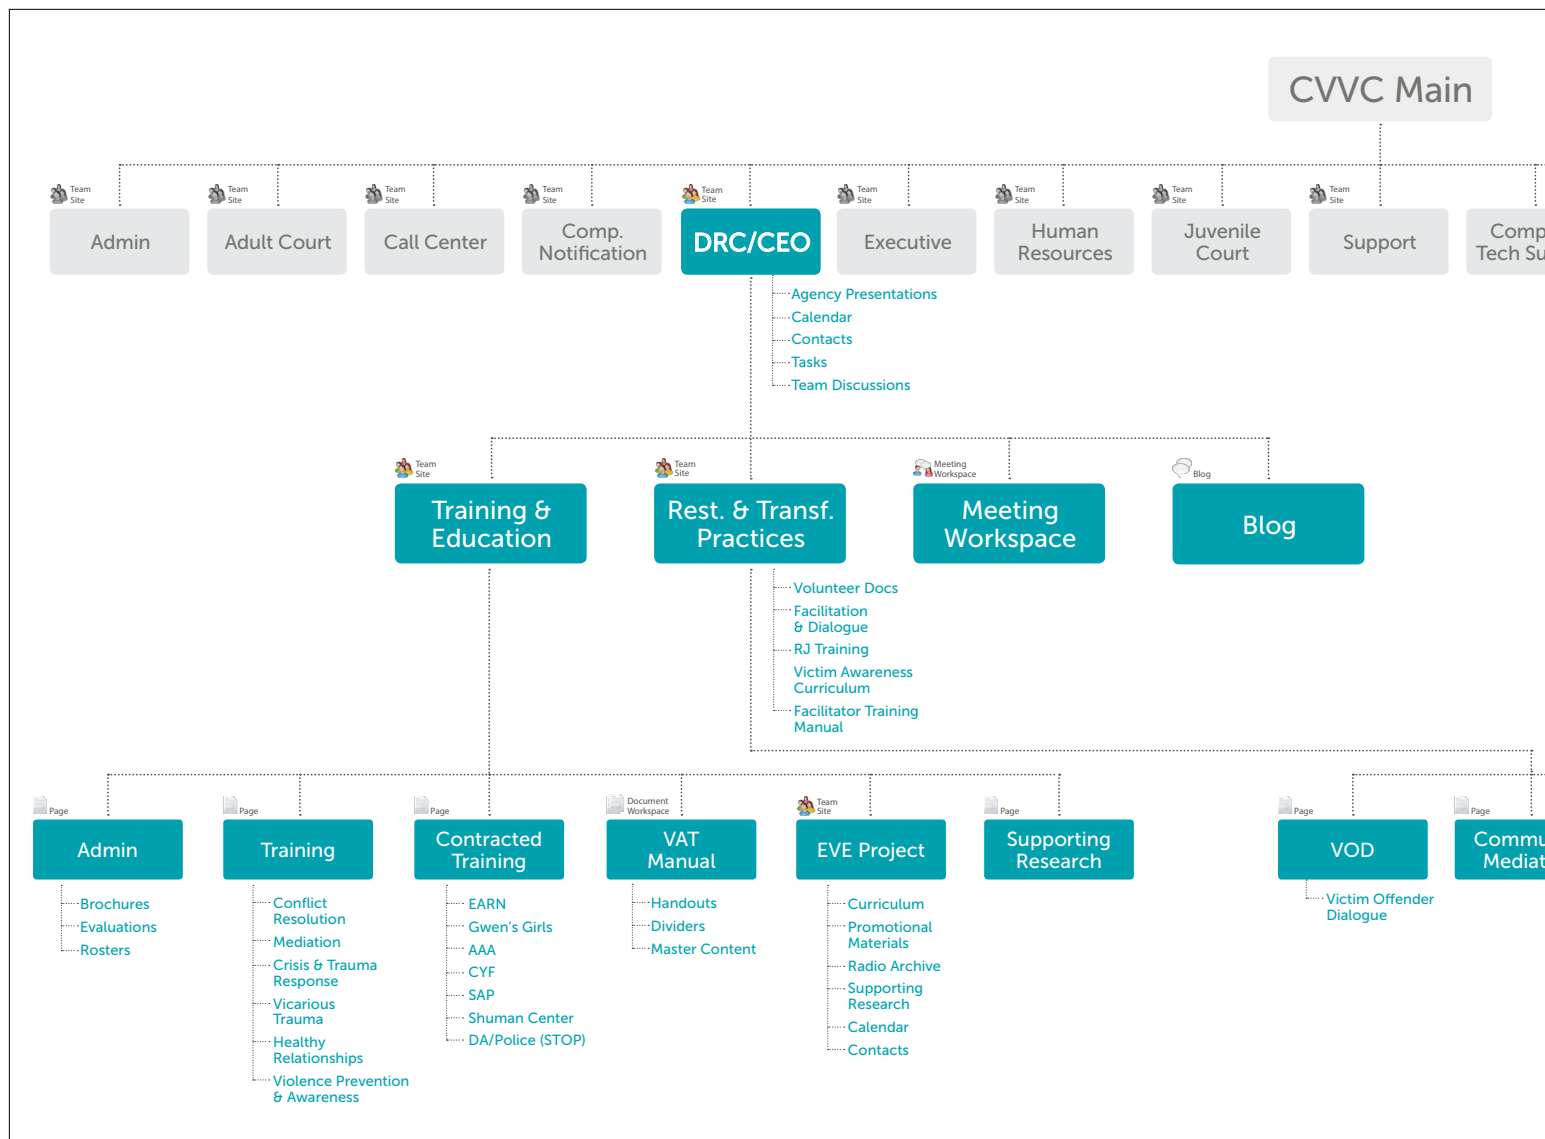 CVVC Main
Team
Site
Team
Site
Team
Site
Team
Site
Team
Site
Team
Site
Team
Site
Team
Site
Team
Site
Admin
Adult Court
Call Center
Comp.
Notification
DRC/CEO
Executive
Human
Resources
Juvenile
Court
Support
Comp
Tech Su
Agency Presentations
Calendar
Contacts
Tasks
Team Discussions
Team
Site
Team
Site
Meeting
Workspace
Blog
Training &
Education
Rest. & Transf.
Practices
Meeting
Workspace
Blog
Volunteer Docs
Facilitation
& Dialogue
RJ Training
Victim Awareness
Curriculum
Facilitator Training
Manual
Page
Page
Page
Document
Workspace
Team
Site
Page
Page
Page
Admin
Training
Contracted
Training
VAT
Manual
EVE Project
Supporting
Research
VOD
Commu
Mediat
Brochures
Evaluations
Rosters
Conflict
Resolution
Mediation
Crisis & Trauma
Response
Vicarious
Trauma
Healthy
Relationships
Violence Prevention
& Awareness
EARN
Gwen's Girls
AAA
CYF
SAP
Shuman Center
DA/Police (STOP)
Handouts
Dividers
Master Content
Curriculum
Promotional
Materials
Radio Archive
Supporting
Research
Calendar
Contacts
Victim Offender
Dialogue